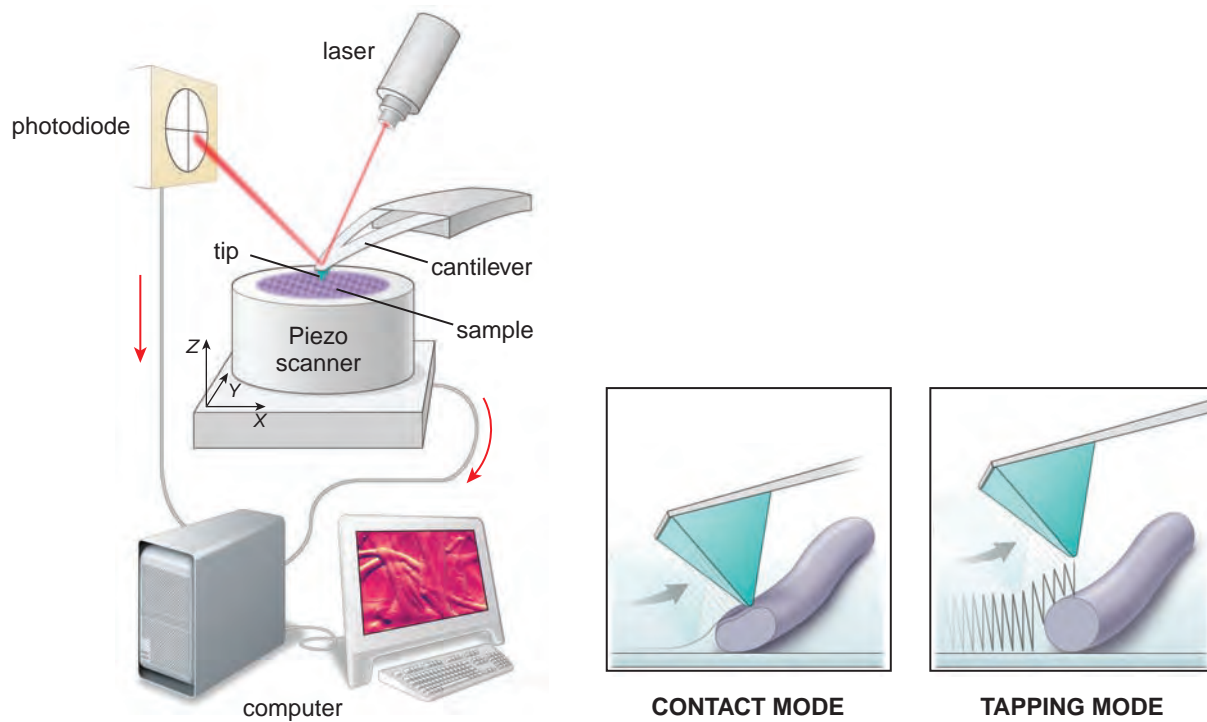 laser
photodiode
tip
cantilever
sample
Piezo
scanner
Z
Y
X
computer
CONTACT MODE
TAPPING MODE